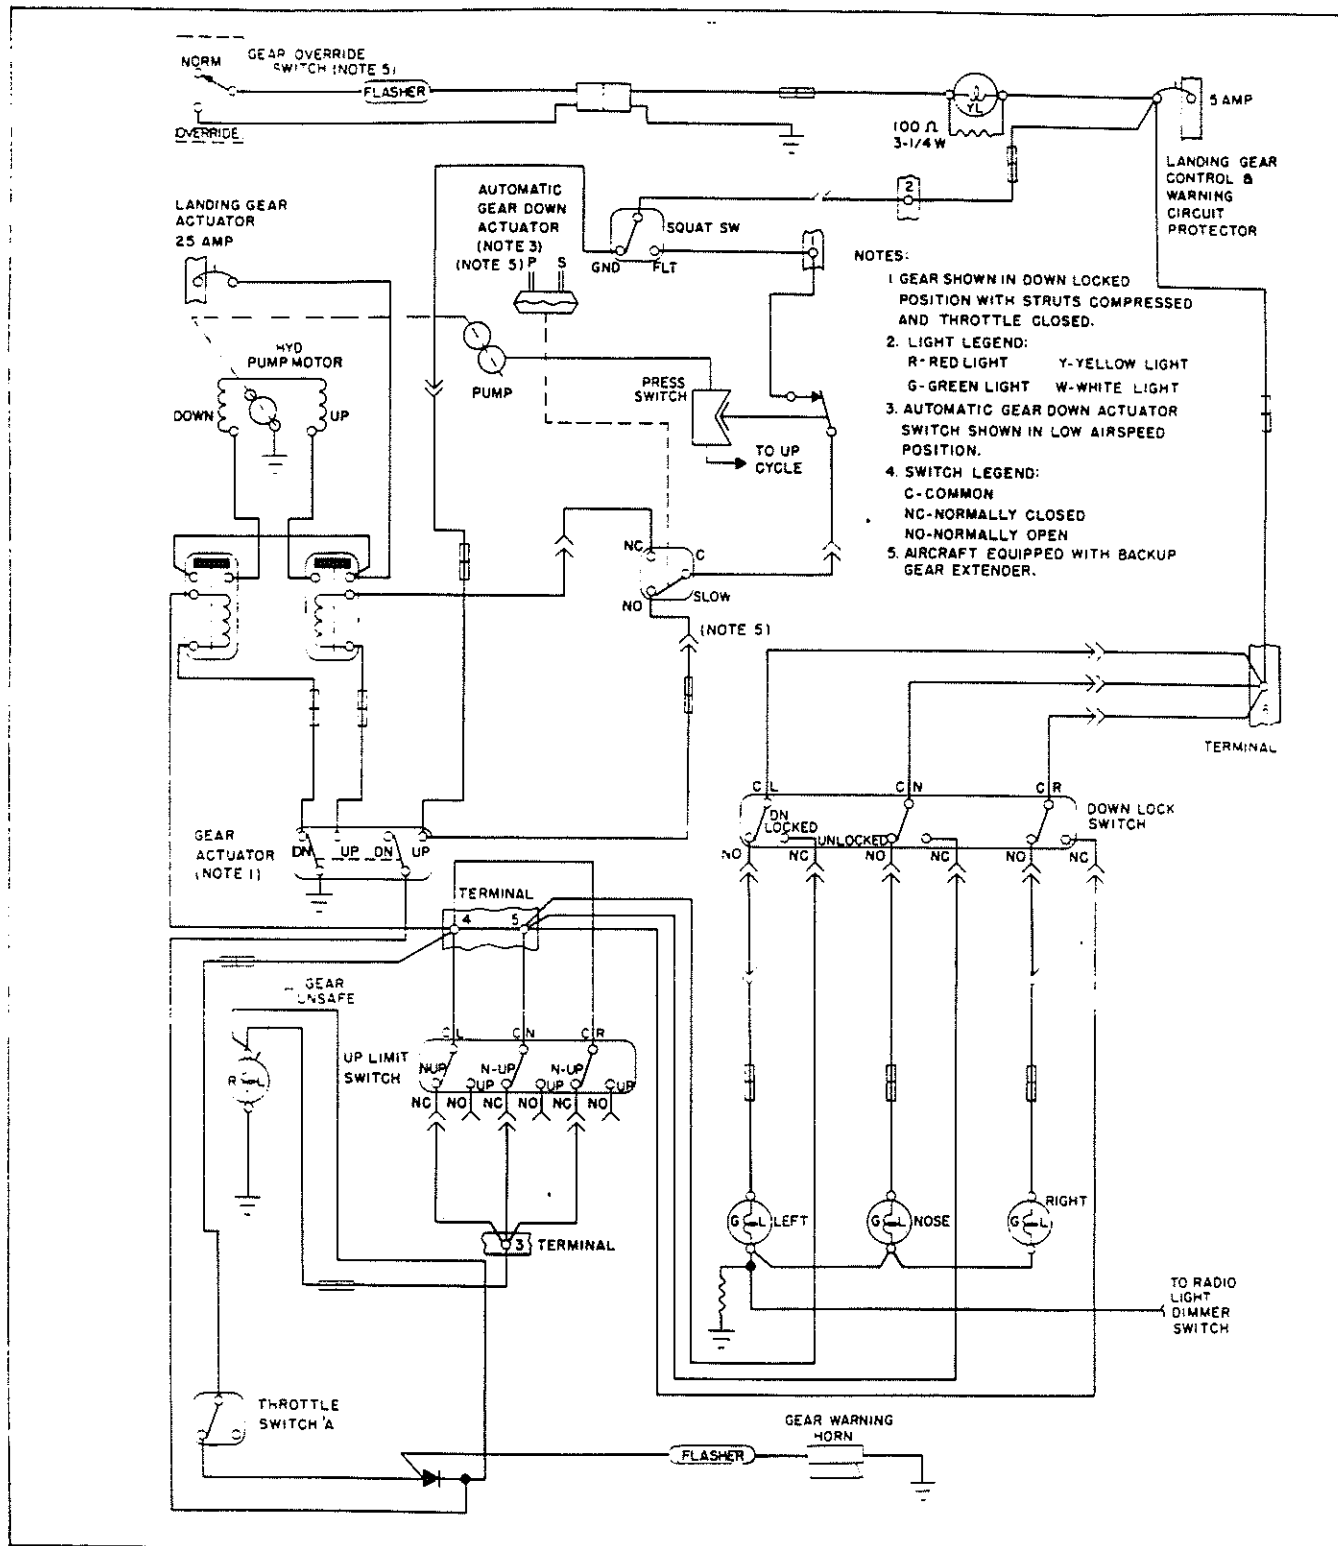 GEAR OVERRIDE
SWITCH (NOTE 5)
NORM
FLASHER
OVERRIDE
YL
100 Ω
3-1/4 W
5 AMP
LANDING GEAR
CONTROL &
WARNING
CIRCUIT
PROTECTOR
LANDING GEAR
ACTUATOR
25 AMP
AUTOMATIC
GEAR DOWN
ACTUATOR
(NOTE 3)
(NOTE 5) P S
2
SQUAT SW
GND FLT
1
HYD
PUMP MOTOR
DOWN UP
PUMP
PRESS
SWITCH
TO UP
CYCLE
NOTES:
1 GEAR SHOWN IN DOWN LOCKED
POSITION WITH STRUTS COMPRESSED
AND THROTTLE CLOSED.
2. LIGHT LEGEND:
R-RED LIGHT Y-YELLOW LIGHT
G-GREEN LIGHT W-WHITE LIGHT
3. AUTOMATIC GEAR DOWN ACTUATOR
SWITCH SHOWN IN LOW AIRSPEED
POSITION.
4. SWITCH LEGEND:
C-COMMON
NC-NORMALLY CLOSED
NO-NORMALLY OPEN
5. AIRCRAFT EQUIPPED WITH BACKUP
GEAR EXTENDER.
NC C
NO SLOW
(NOTE 5)
TERMINAL
C L C N C R
DN
LOCKED
UNLOCKED
NO NC NO NC NO NC
DOWN LOCK
SWITCH
GEAR
ACTUATOR
(NOTE 1)
DN UP DN UP
TERMINAL
4 5
GEAR
UNSAFE
R L
UP LIMIT
SWITCH
C L C N C R
N-UP UP N-UP UP N-UP UP
NC NO NC NO NC NO
3 TERMINAL
G L LEFT
G L NOSE
G L RIGHT
TO RADIO
LIGHT
DIMMER
SWITCH
THROTTLE
SWITCH 'A
FLASHER
GEAR WARNING
HORN